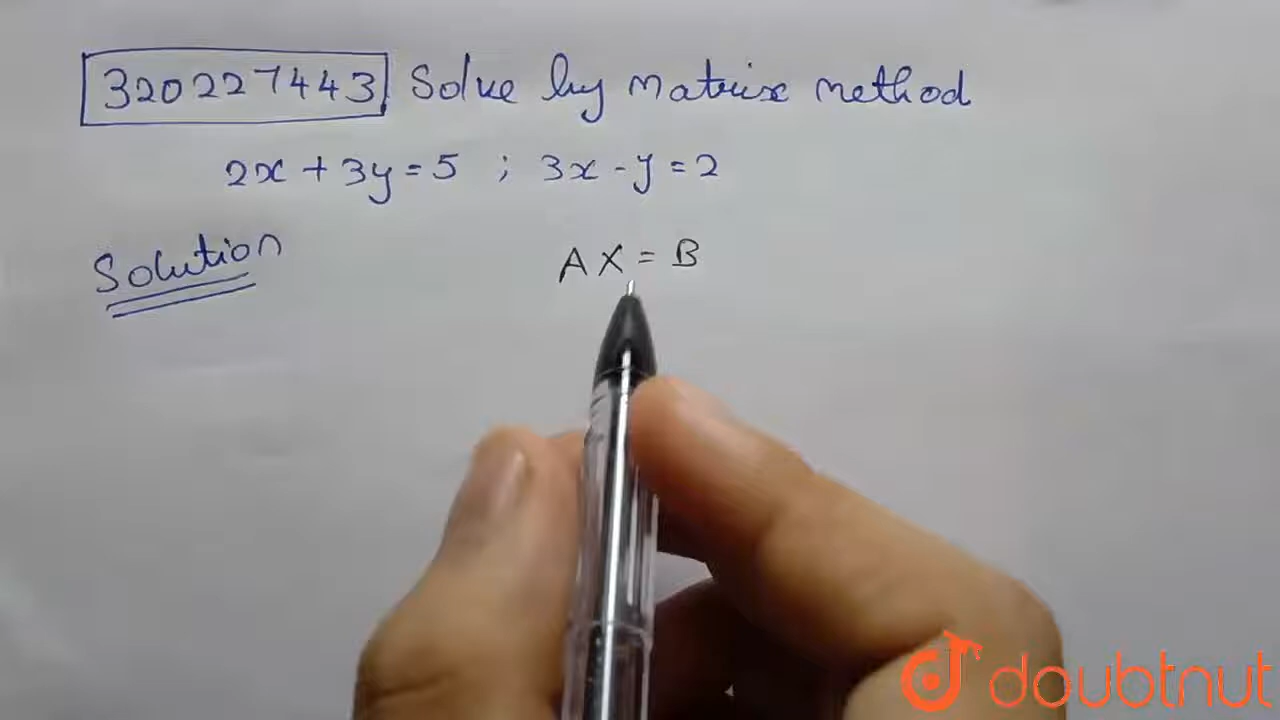 320227443 Solve by Matrix method
2x + 3y = 5 ; 3x - y = 2
Solution
AX = B
doubtnut